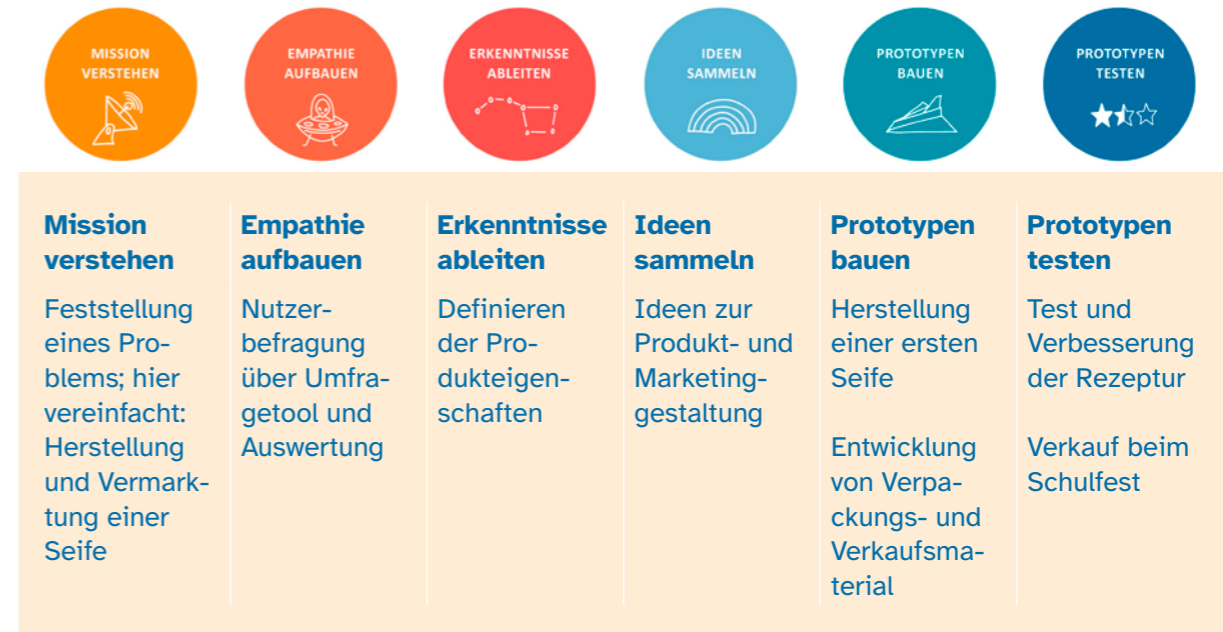 MISSION
VERSTEHEN
EMPATHIE
AUFBAUEN
ERKENNTNISSE
ABLEITEN
IDEEN
SAMMELN
PROTOTYPEN
BAUEN
PROTOTYPEN
TESTEN
Mission
verstehen
Feststellung
eines Pro-
blems; hier
vereinfacht:
Herstellung
und Vermark-
tung einer
Seife
Empathie
aufbauen
Nutzer-
befragung
über Umfra-
getool und
Auswertung
Erkenntnisse
ableiten
Definieren
der Pro-
dukteigen-
schaften
Ideen
sammeln
Ideen zur
Produkt- und
Marketing-
gestaltung
Prototypen
bauen
Herstellung
einer ersten
Seife
Entwicklung
von Verpa-
ckungs- und
Verkaufsma-
terial
Prototypen
testen
Test und
Verbesserung
der Rezeptur
Verkauf beim
Schulfest